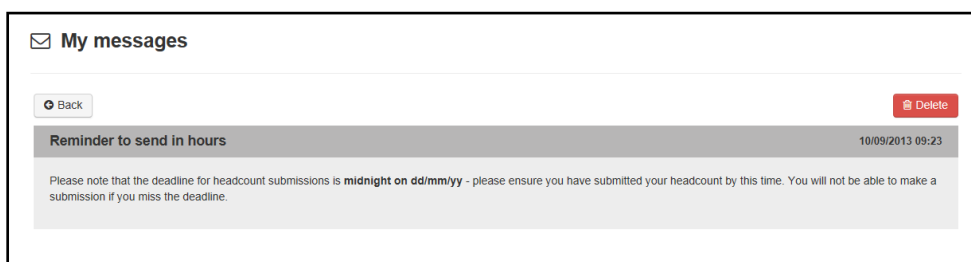 My messages
Back
Delete
Reminder to send in hours
10/09/2013 09:23
Please note that the deadline for headcount submissions is midnight on dd/mm/yy - please ensure you have submitted your headcount by this time. You will not be able to make a
submission if you miss the deadline.